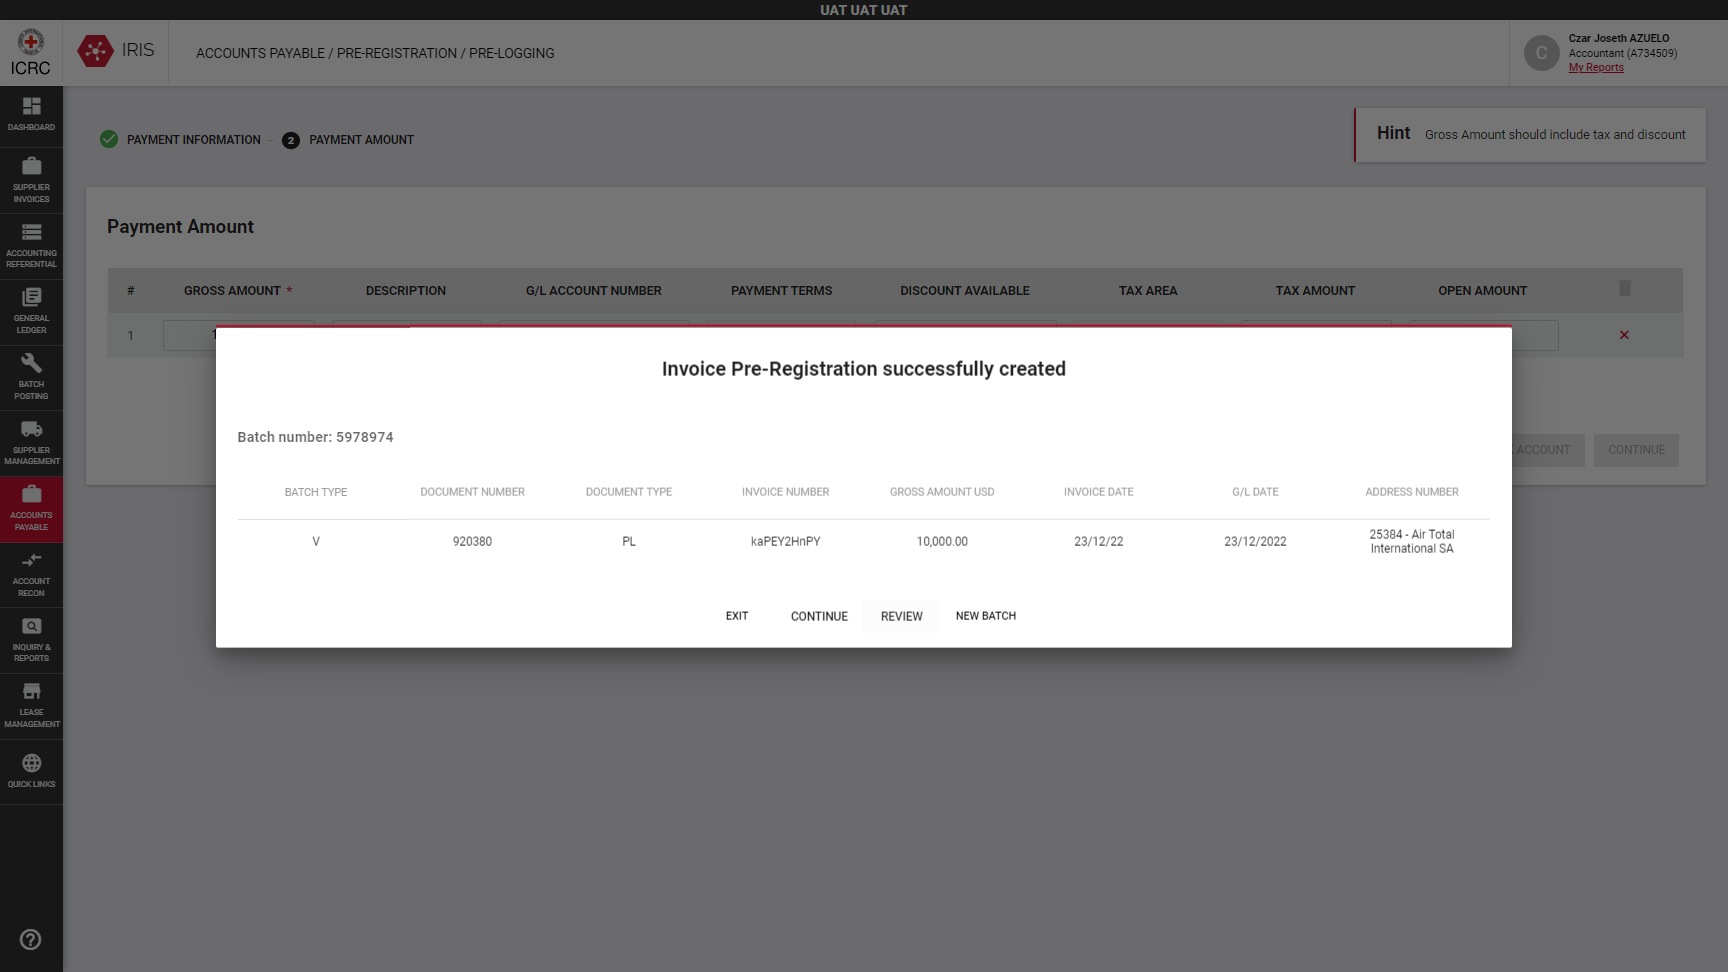 UAT UAT UAT
ICRC
IRIS
ACCOUNTS PAYABLE / PRE-REGISTRATION / PRE-LOGGING
C
Czar Joseth AZUELO
Accountant (A734509)
My Reports
DASHBOARD
SUPPLIER
INVOICES
ACCOUNTING
REFERENTIAL
GENERAL
LEDGER
BATCH
POSTING
SUPPLIER
MANAGEMENT
ACCOUNTS
PAYABLE
ACCOUNT
RECON
INQUIRY &
REPORTS
LEASE
MANAGEMENT
QUICK LINKS
PAYMENT INFORMATION
2 PAYMENT AMOUNT
Hint Gross Amount should include tax and discount
Payment Amount
# GROSS AMOUNT * DESCRIPTION G/L ACCOUNT NUMBER PAYMENT TERMS DISCOUNT AVAILABLE TAX AREA TAX AMOUNT OPEN AMOUNT
1
ACCOUNT CONTINUE
Invoice Pre-Registration successfully created
Batch number: 5978974
BATCH TYPE DOCUMENT NUMBER DOCUMENT TYPE INVOICE NUMBER GROSS AMOUNT USD INVOICE DATE G/L DATE ADDRESS NUMBER
V 920380 PL kaPEY2HnPY 10,000.00 23/12/22 23/12/2022 25384 - Air Total
International SA
EXIT CONTINUE REVIEW NEW BATCH